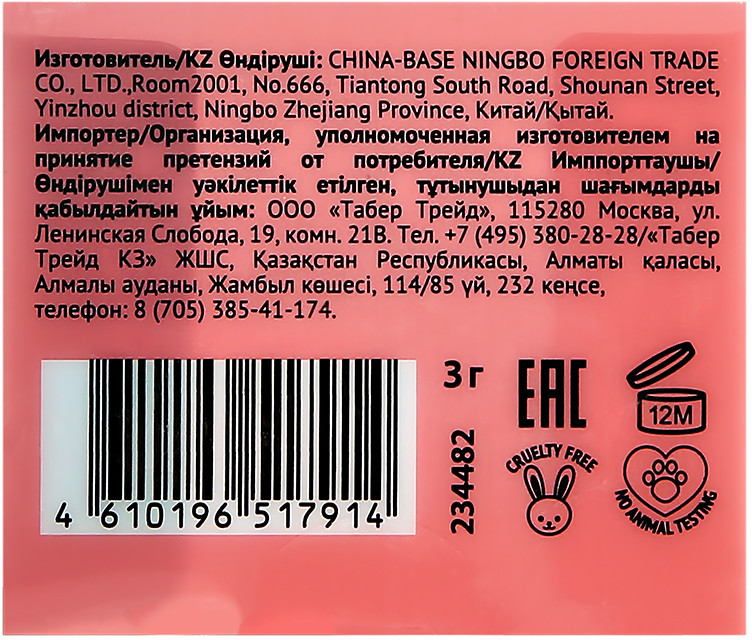 Изготовитель/KZ Өндіруші: CHINA-BASE NINGBO FOREIGN TRADE
CO., LTD.,Room2001, No.666, Tiantong South Road, Shounan Street,
Yinzhou district, Ningbo Zhejiang Province, Китай/Қытай.
Импортер/Организация, уполномоченная изготовителем на
принятие претензий от потребителя/KZ Имппорттаушы/
Өндірушімен уәкілеттік етілген, тұтынушыдан шағымдарды
қабылдайтын ұйым: ООО «Табер Трейд», 115280 Москва, ул.
Ленинская Слобода, 19, комн. 21В. Тел. +7 (495) 380-28-28/«Табер
Трейд КЗ» ЖШС, Қазақстан Республикасы, Алматы қаласы,
Алмалы ауданы, Жамбыл көшесі, 114/85 үй, 232 кеңсе,
телефон: 8 (705) 385-41-174.
3 г
EAC
12M
4 610196 517914
234482
CRUELTY FREE
NO ANIMAL TESTING